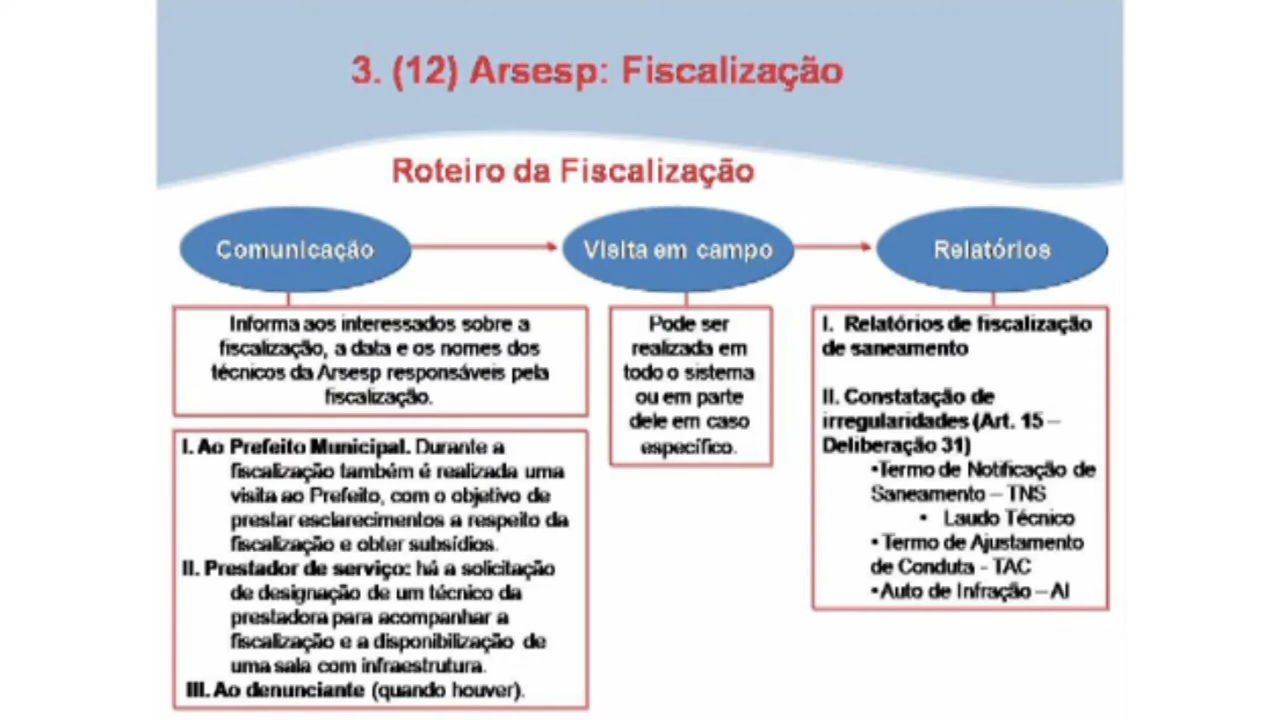 3. (12) Arsesp: Fiscalização
Roteiro da Fiscalização
Comunicação
Visita em campo
Relatórios
Informa aos interessados sobre a
fiscalização, a data e os nomes dos
técnicos da Arsesp responsáveis pela
fiscalização.
I. Ao Prefeito Municipal. Durante a
fiscalização também é realizada uma
visita ao Prefeito, com o objetivo de
prestar esclarecimentos a respeito da
fiscalização e obter subsídios.
II. Prestador de serviço: há a solicitação
de designação de um técnico da
prestadora para acompanhar a
fiscalização e a disponibilização de
uma sala com infraestrutura.
III. Ao denunciante (quando houver).
Pode ser
realizada em
todo o sistema
ou em parte
dele em caso
específico.
I. Relatórios de fiscalização
de saneamento
II. Constatação de
irregularidades (Art. 15 –
Deliberação 31)
•Termo de Notificação de
Saneamento – TNS
• Laudo Técnico
• Termo de Ajustamento
de Conduta - TAC
•Auto de Infração – AI